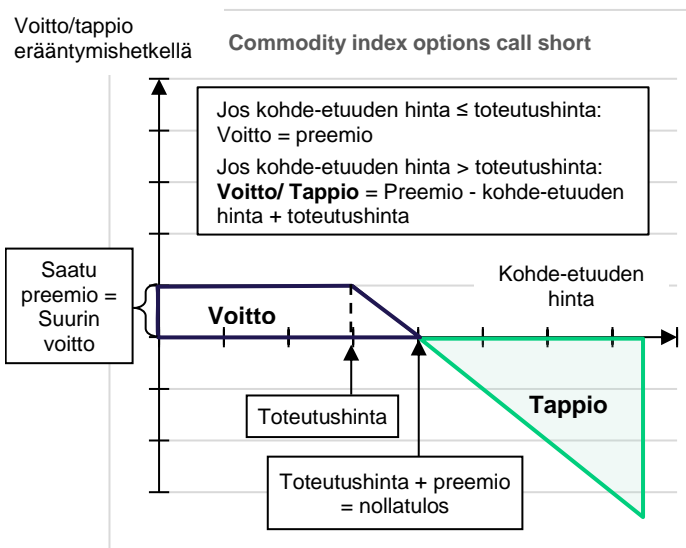 Voitto/tappio
erääntymishetkellä
Commodity index options call short
Jos kohde-etuuden hinta ≤ toteutushinta:
Voitto = preemio
Jos kohde-etuuden hinta > toteutushinta:
Voitto/ Tappio = Preemio - kohde-etuuden
hinta + toteutushinta
Saatu
preemio =
Suurin
voitto
Voitto
Kohde-etuuden
hinta
Toteutushinta
Tappio
Toteutushinta + preemio
= nollatulos